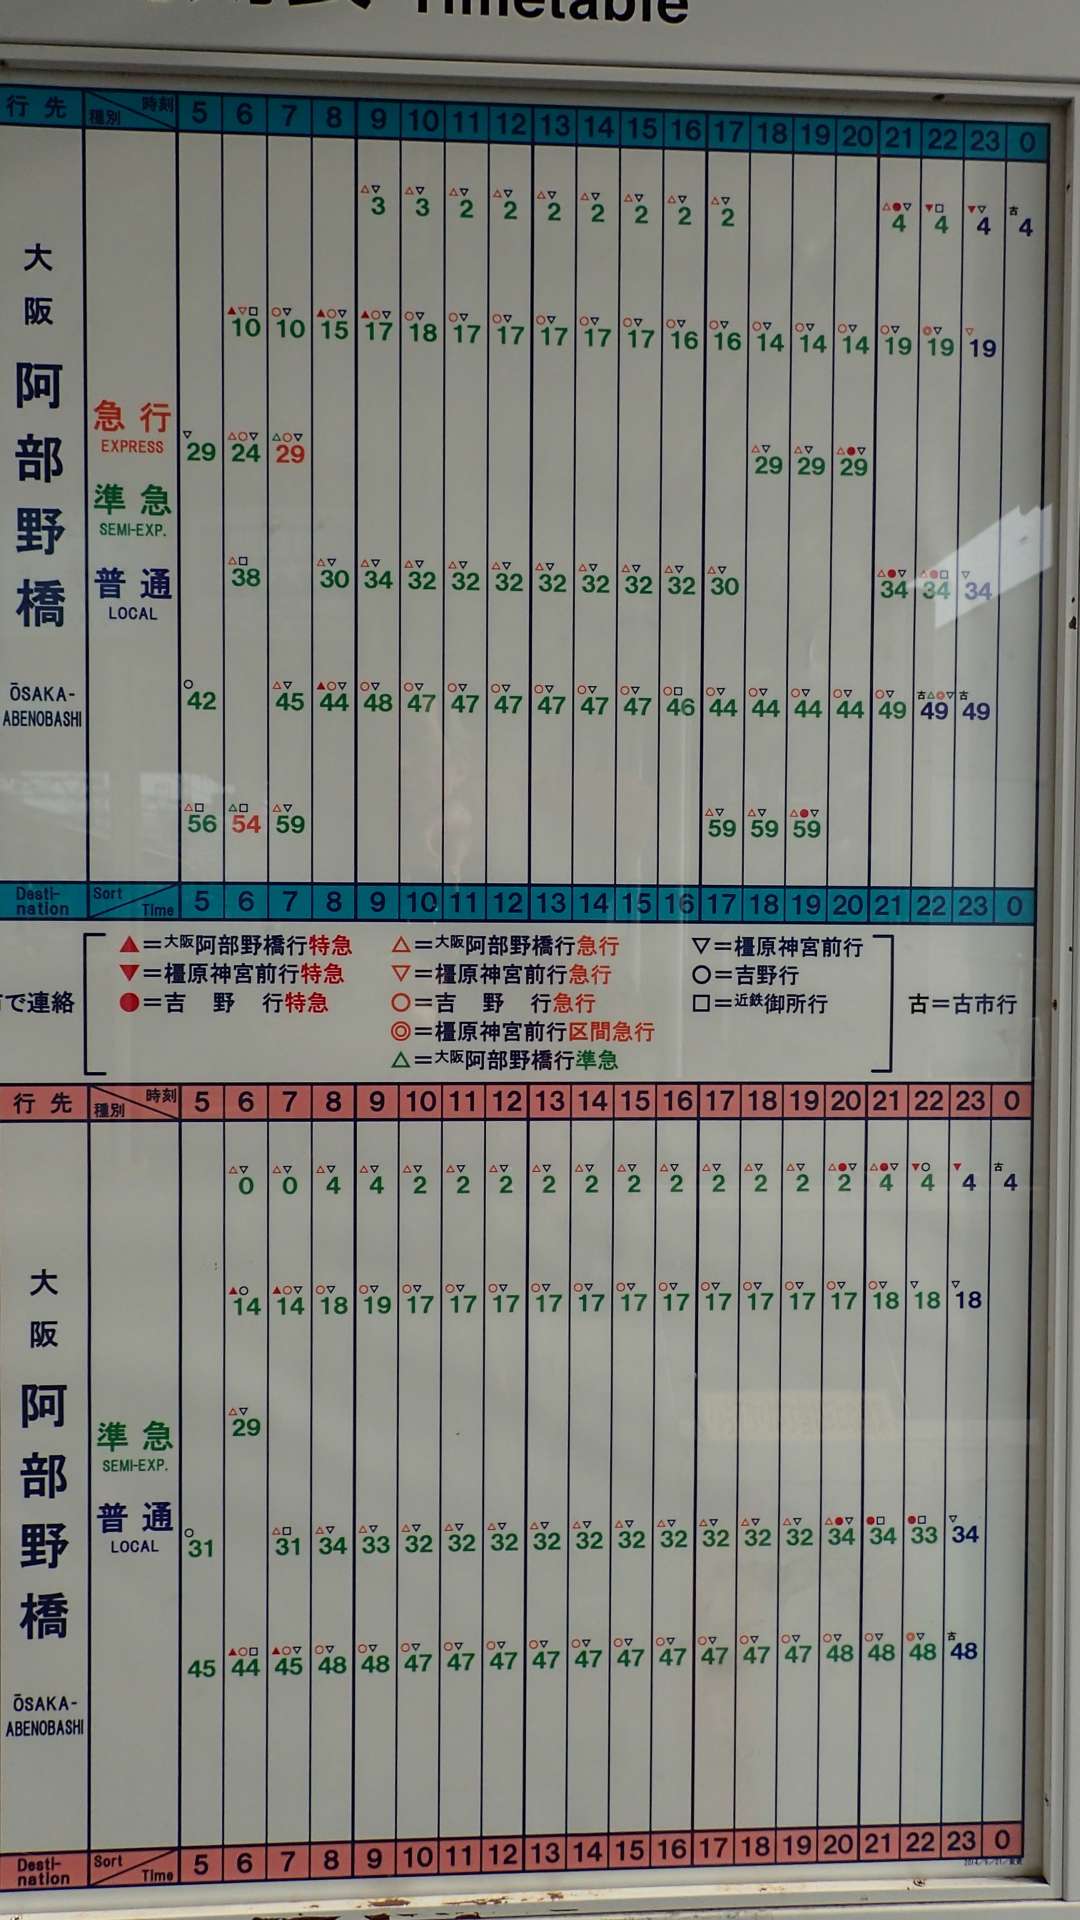 Timetable
行先 種別 時刻 5 6 7 8 9 10 11 12 13 14 15 16 17 18 19 20 21 22 23 0
△▽3 △▽3 △▽2 △▽2 △▽2 △▽2 △▽2 △▽2 △▽2 △●▽4 ▼□4 ▼▽4 古4
▲▽□10 ○▽10 ▲○▽15 ▲○▽17 ○▽18 ○▽17 ○▽17 ○▽17 ○▽17 ○▽17 ○▽16 ○▽16 ○▽14 ○▽14 ○▽14 ○▽19 ◎▽19 ▽19
▽29 △○▽24 △○▽29 △▽29 △▽29 △●▽29
△□38 △▽30 △▽34 △▽32 △▽32 △▽32 △▽32 △▽32 △▽32 △▽32 △▽30 △●▽34 △●□34 ▽34
○42 △▽45 ▲○▽44 ○▽48 ○▽47 ○▽47 ○▽47 ○▽47 ○▽47 ○▽47 ○□46 ○▽44 ○▽44 ○▽44 ○▽44 ○▽49 古△◎▽49 古49
△□56 △□54 △▽59 △▽59 △▽59 △●▽59
大阪阿部野橋
ŌSAKA-
ABENOBASHI
急行
EXPRESS
準急
SEMI-EXP.
普通
LOCAL
Desti-
nation
Sort Time 5 6 7 8 9 10 11 12 13 14 15 16 17 18 19 20 21 22 23 0
▲=大阪阿部野橋行特急 △=大阪阿部野橋行急行 ▽=橿原神宮前行
▼=橿原神宮前行特急 ▽=橿原神宮前行急行 ○=吉野行
で連絡 ●=吉野行特急 ○=吉野行急行 □=近鉄御所行 古=古市行
◎=橿原神宮前行区間急行
△=大阪阿部野橋行準急
行先 種別 時刻 5 6 7 8 9 10 11 12 13 14 15 16 17 18 19 20 21 22 23 0
△▽0 △▽0 △▽4 △▽4 △▽2 △▽2 △▽2 △▽2 △▽2 △▽2 △▽2 △▽2 △▽2 △▽2 △●▽2 △●▽4 ▼○4 ▼4 古4
▲○14 ▲○▽14 ○▽18 ○▽19 ○▽17 ○▽17 ○▽17 ○▽17 ○▽17 ○▽17 ○▽17 ○▽17 ○▽17 ○▽17 ○▽17 ○▽18 ▽18 ▽18
△▽29
○31 △□31 △▽34 △▽33 △▽32 △▽32 △▽32 △▽32 △▽32 △▽32 △▽32 △▽32 △▽32 △▽32 △●▽34 ●□34 ●□33 ▽34
45 ▲○□44 ▲○▽45 ○▽48 ○▽48 ○▽47 ○▽47 ○▽47 ○▽47 ○▽47 ○▽47 ○▽47 ○▽47 ○▽47 ○▽47 ○▽48 ○▽48 ◎▽48 古48
大阪阿部野橋
ŌSAKA-
ABENOBASHI
準急
SEMI-EXP.
普通
LOCAL
Desti-
nation
Sort Time 5 6 7 8 9 10 11 12 13 14 15 16 17 18 19 20 21 22 23 0